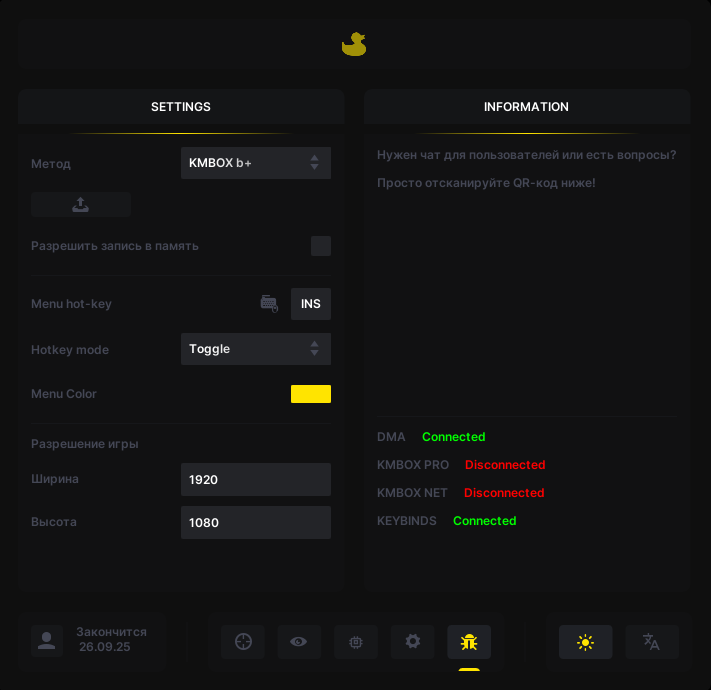 SETTINGS
INFORMATION
Метод
KMBOX b+
Разрешить запись в память
Menu hot-key
INS
Hotkey mode
Toggle
Menu Color
Разрешение игры
Ширина
1920
Высота
1080
Нужен чат для пользователей или есть вопросы?
Просто отсканируйте QR-код ниже!
DMA Connected
KMBOX PRO Disconnected
KMBOX NET Disconnected
KEYBINDS Connected
Закончится
26.09.25